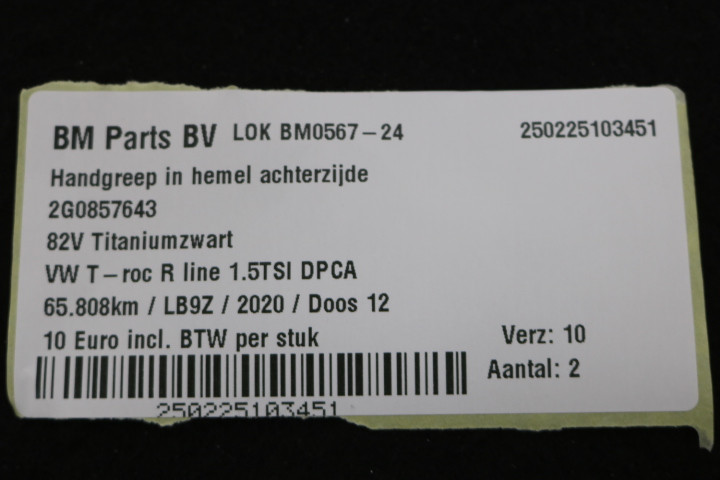 BM Parts BV LOK BM0567-24 250225103451
Handgreep in hemel achterzijde
2G0857643
82V Titaniumzwart
VW T-roc R line 1.5TSI DPCA
65.808km / LB9Z / 2020 / Doos 12
10 Euro incl. BTW per stuk Verz: 10
Aantal: 2
250225103451